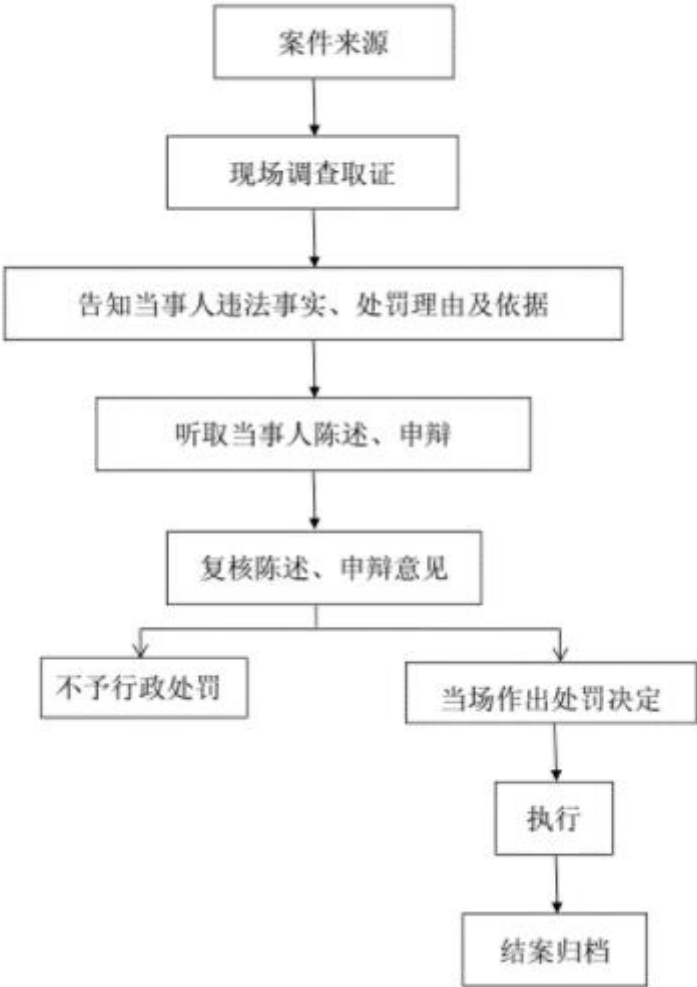 案件来源
现场调查取证
告知当事人违法事实、处罚理由及依据
听取当事人陈述、申辩
复核陈述、申辩意见
不予行政处罚
当场作出处罚决定
执行
结案归档